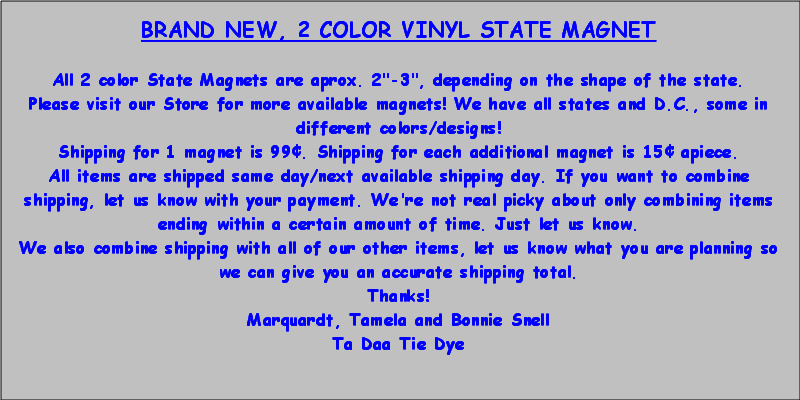 BRAND NEW, 2 COLOR VINYL STATE MAGNET
All 2 color State Magnets are aprox. 2"-3", depending on the shape of the state.
Please visit our Store for more available magnets! We have all states and D.C., some in
different colors/designs!
Shipping for 1 magnet is 99¢. Shipping for each additional magnet is 15¢ apiece.
All items are shipped same day/next available shipping day. If you want to combine
shipping, let us know with your payment. We're not real picky about only combining items
ending within a certain amount of time. Just let us know.
We also combine shipping with all of our other items, let us know what you are planning so
we can give you an accurate shipping total.
Thanks!
Marquardt, Tamela and Bonnie Snell
Ta Daa Tie Dye